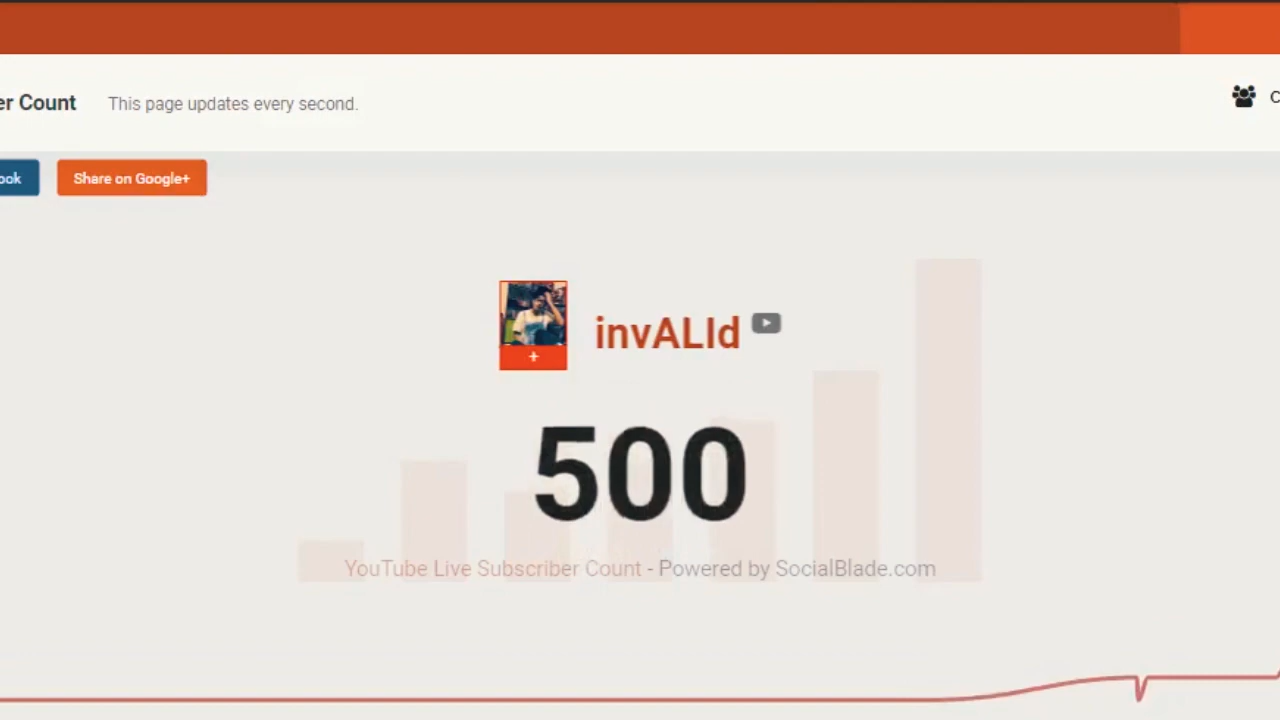 er Count This page updates every second.
C
ook Share on Google+
+
invALId
500
YouTube Live Subscriber Count - Powered by SocialBlade.com